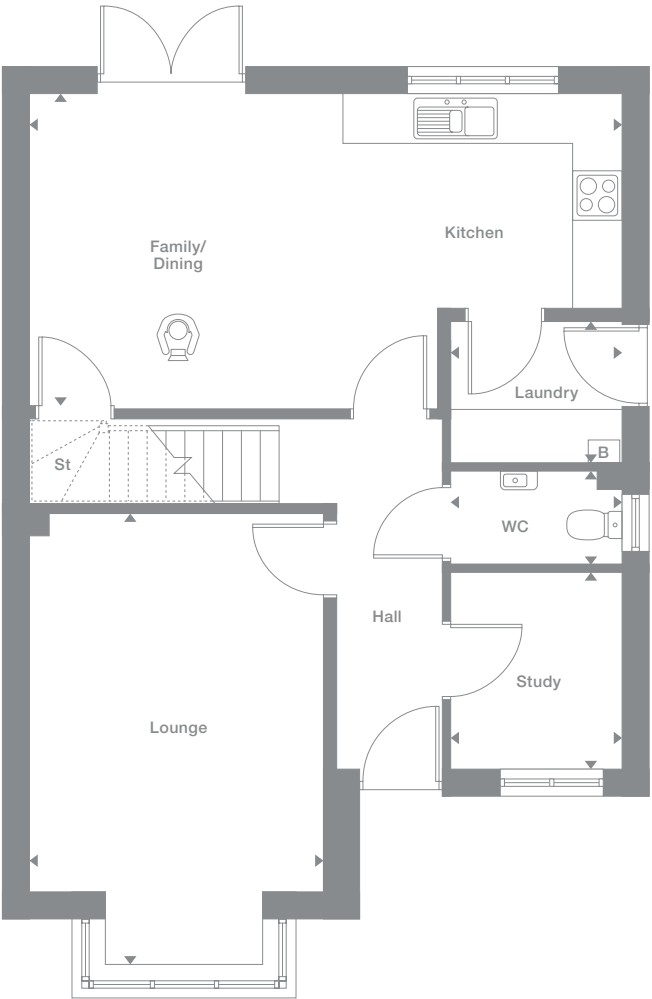 Family/
Dining
Kitchen
Laundry
St
B
WC
Hall
Study
Lounge